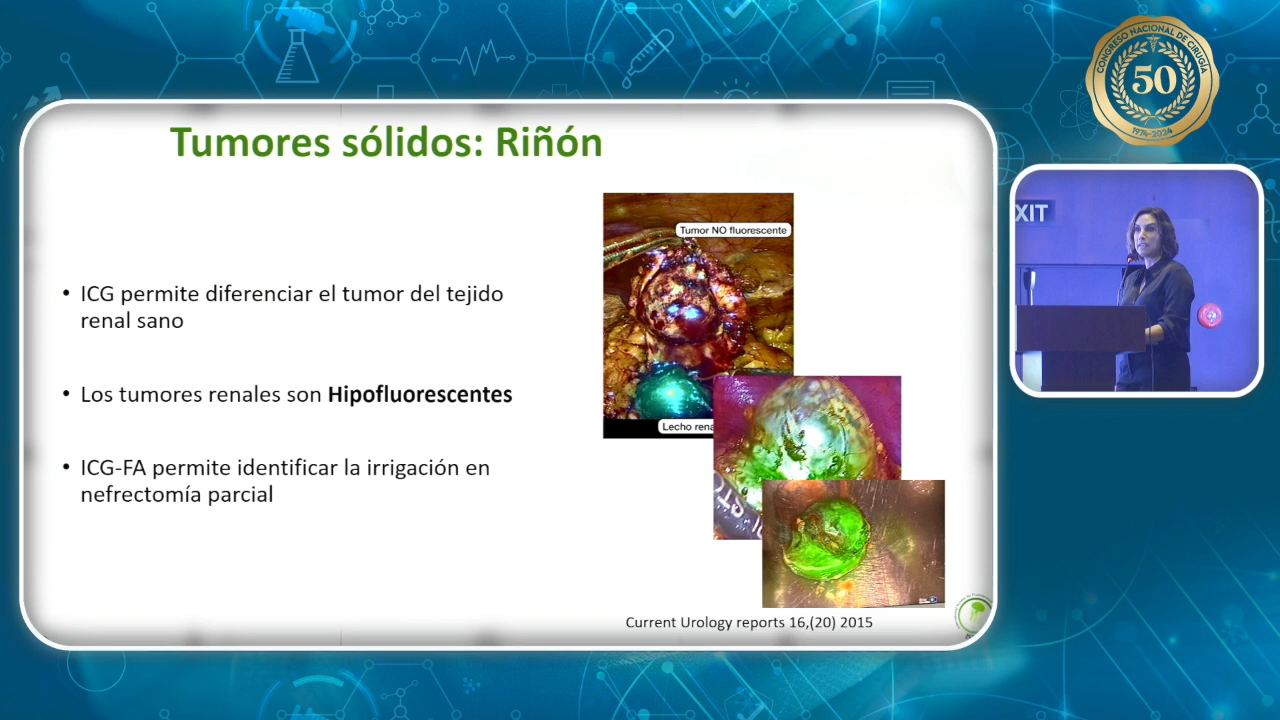 Tumores sólidos: Riñón
• ICG permite diferenciar el tumor del tejido
renal sano
• Los tumores renales son Hipofluorescentes
• ICG-FA permite identificar la irrigación en
nefrectomía parcial
Tumor NO fluorescente
Lecho rena
Current Urology reports 16,(20) 2015
CONGRESO NACIONAL DE CIRUGÍA
50
1974-2024
XIT